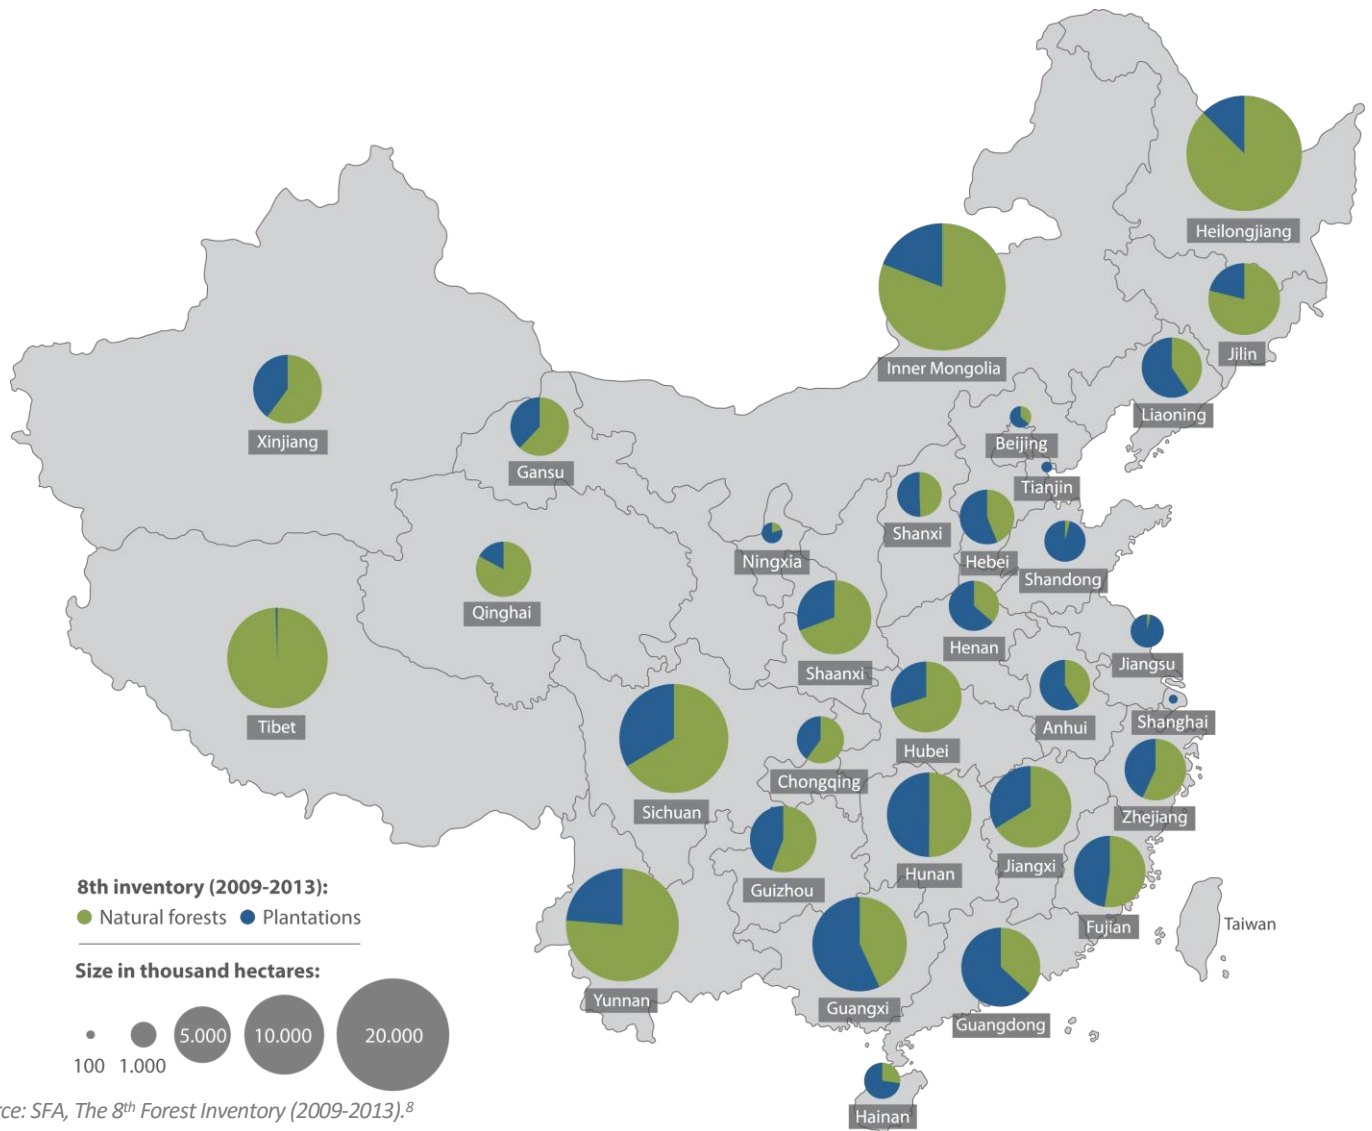 Heilongjiang
Inner Mongolia
Jilin
Liaoning
Xinjiang
Gansu
Beijing
Tianjin
Shanxi
Hebei
Ningxia
Shandong
Qinghai
Henan
Jiangsu
Shaanxi
Tibet
Anhui
Shanghai
Hubei
Chongqing
Sichuan
Zhejiang
Hunan
Jiangxi
Guizhou
Fujian
Taiwan
Yunnan
Guangxi
Guangdong
Hainan
8th inventory (2009-2013):
Natural forests Plantations
Size in thousand hectares:
5.000 10.000 20.000
100 1.000
rce: SFA, The 8th Forest Inventory (2009-2013).8